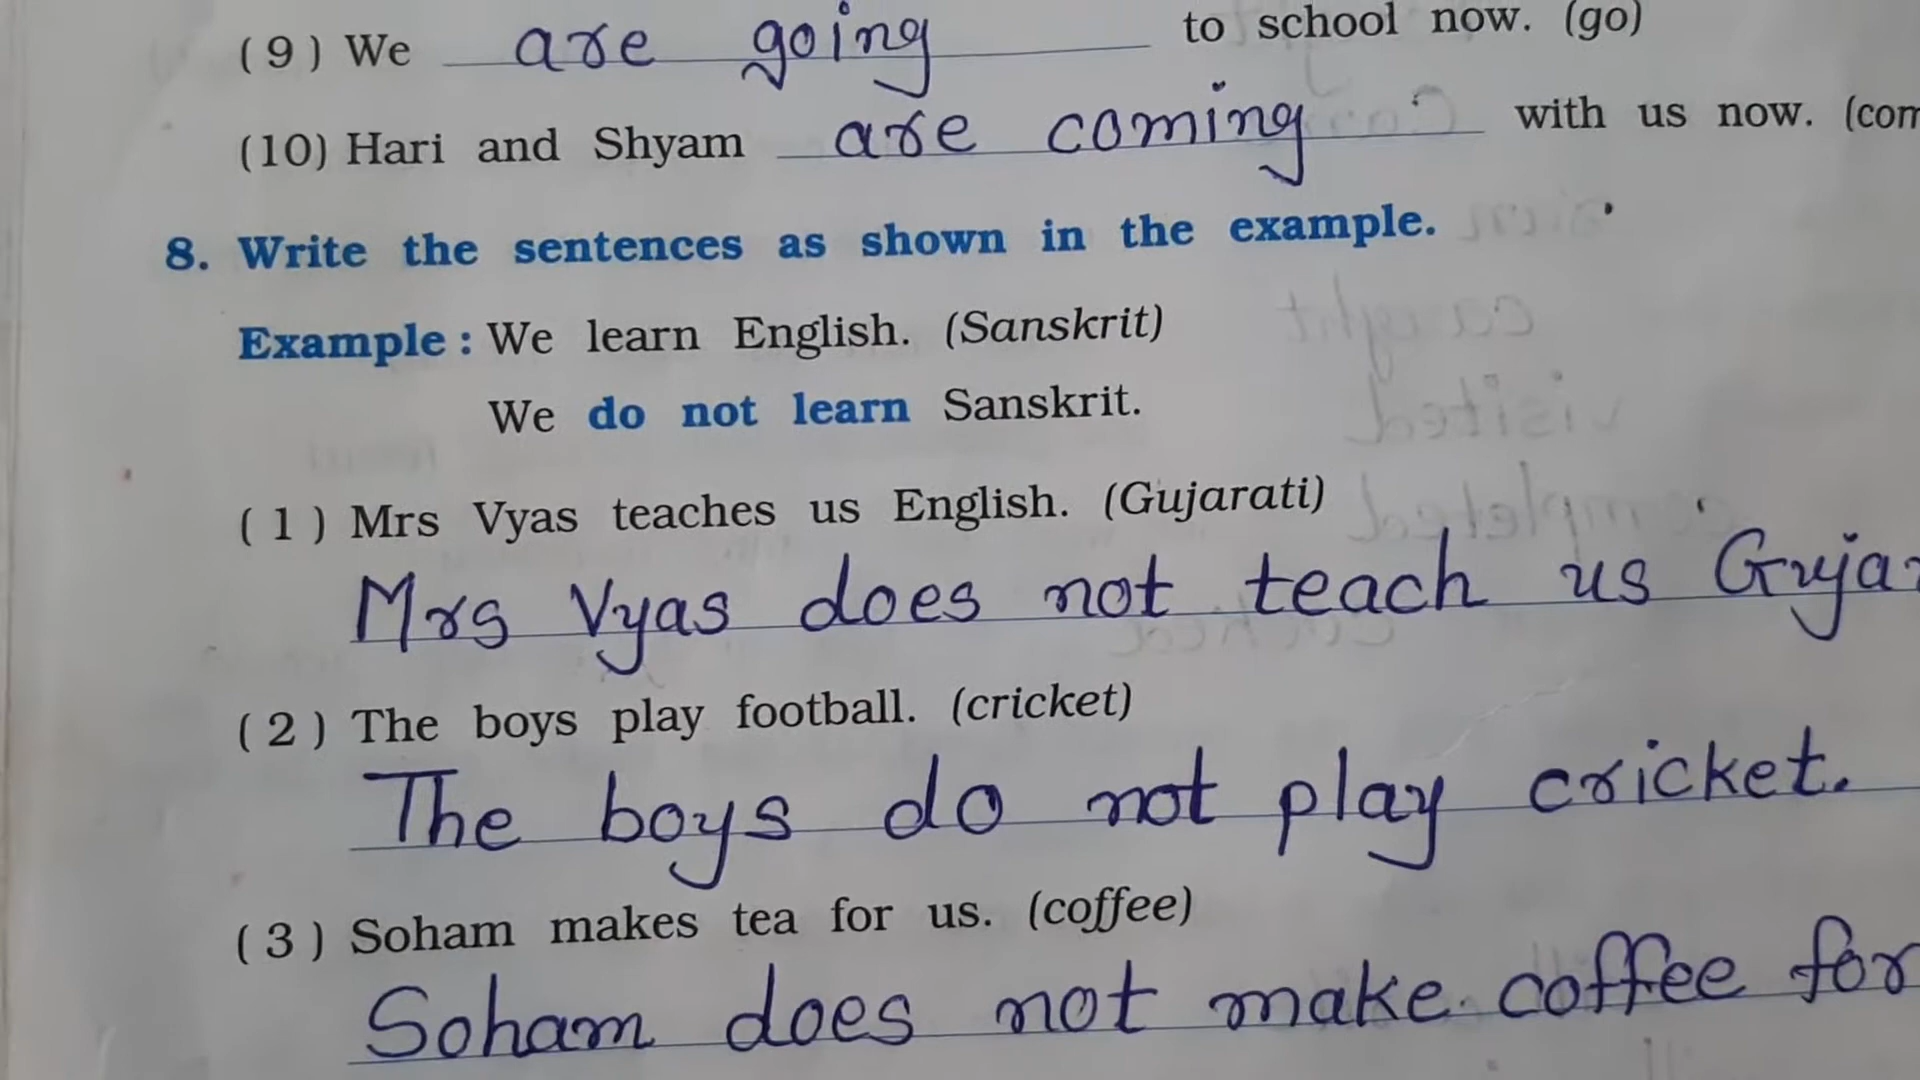 (9) We are going to school now. (go)
(10) Hari and Shyam are coming with us now. (com
8. Write the sentences as shown in the example.
Example : We learn English. (Sanskrit)
We do not learn Sanskrit.
(1) Mrs Vyas teaches us English. (Gujarati)
Mrs Vyas does not teach us Guja
(2) The boys play football. (cricket)
The boys do not play cricket.
(3) Soham makes tea for us. (coffee)
Soham does not make coffee for